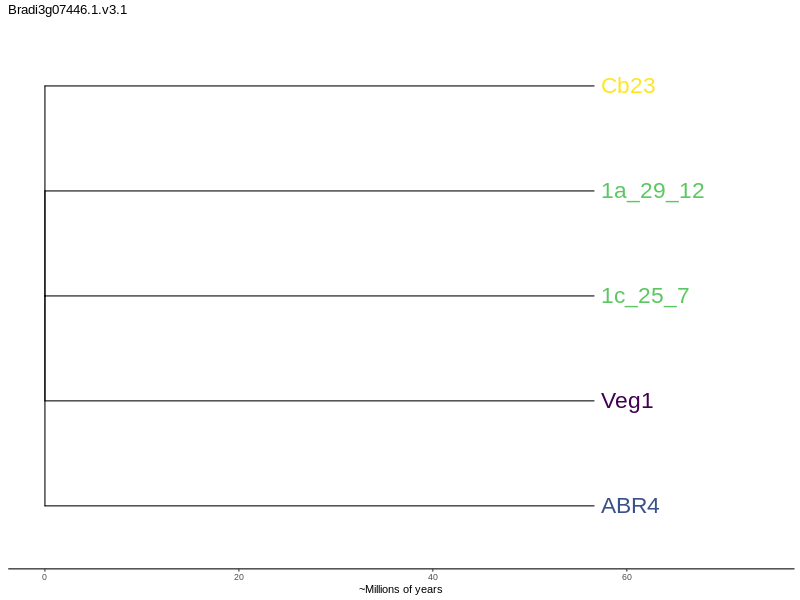 Bradi3g07446.1.v3.1
Cb23
1a_29_12
1c_25_7
Veg1
ABR4
0 20 40 60
~Millions of years